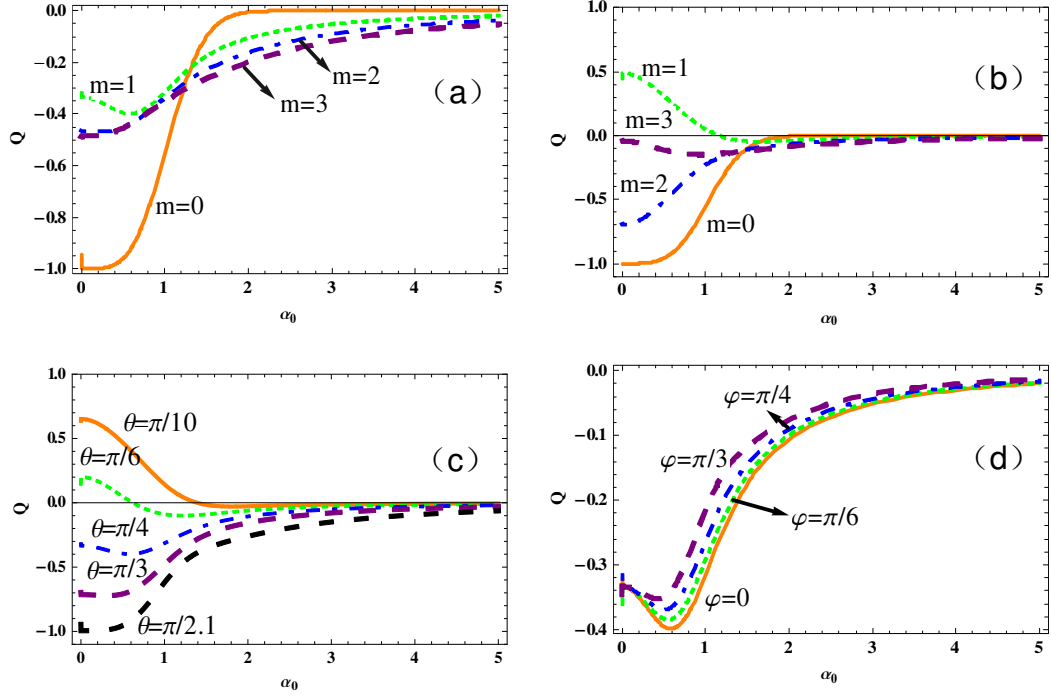 0.0
−0.2
−0.4
−0.6
−0.8
−1.0
Q
0 1 2 3 4 5
α₀
m=1
m=2
m=3
m=0
（a）
1.0
0.5
0.0
−0.5
−1.0
Q
0 1 2 3 4 5
α₀
m=1
m=3
m=2
m=0
（b）
1.0
0.5
0.0
−0.5
−1.0
Q
0 1 2 3 4 5
α₀
θ=π/10
θ=π/6
θ=π/4
θ=π/3
θ=π/2.1
（c）
0.0
−0.1
−0.2
−0.3
−0.4
Q
0 1 2 3 4 5
α₀
φ=π/4
φ=π/3
φ=π/6
φ=0
（d）